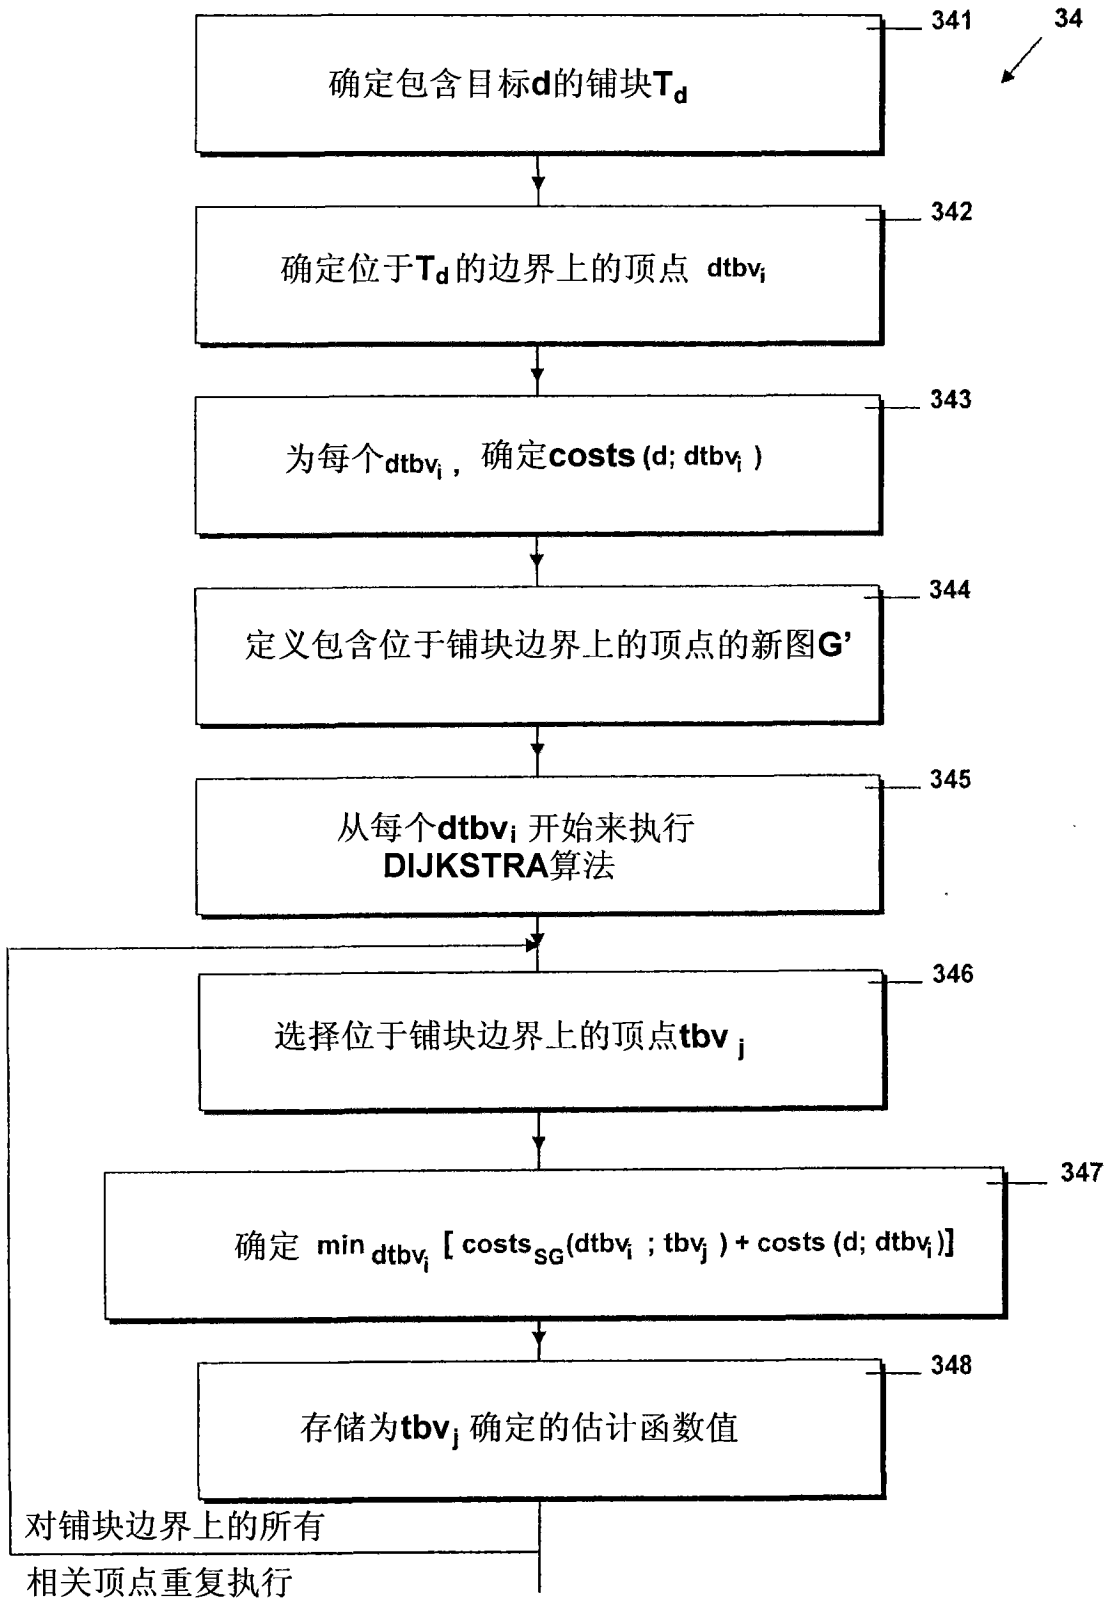 34
341
确定包含目标d的铺块Td
342
确定位于Td的边界上的顶点 dtbvi
343
为每个dtbvi，确定costs (d; dtbvi )
344
定义包含位于铺块边界上的顶点的新图G’
345
从每个dtbvi 开始来执行
DIJKSTRA算法
346
选择位于铺块边界上的顶点tbv j
347
确定 min dtbvi [ costsSG(dtbvi ; tbvj ) + costs (d; dtbvi)]
348
存储为tbvj 确定的估计函数值
对铺块边界上的所有
相关顶点重复执行